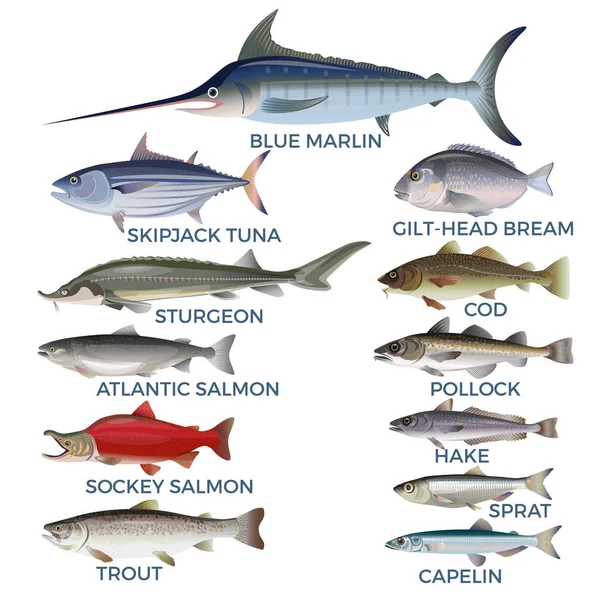 BLUE MARLIN
SKIPJACK TUNA
GILT-HEAD BREAM
STURGEON
COD
ATLANTIC SALMON
POLLOCK
SOCKEY SALMON
HAKE
SPRAT
TROUT
CAPELIN